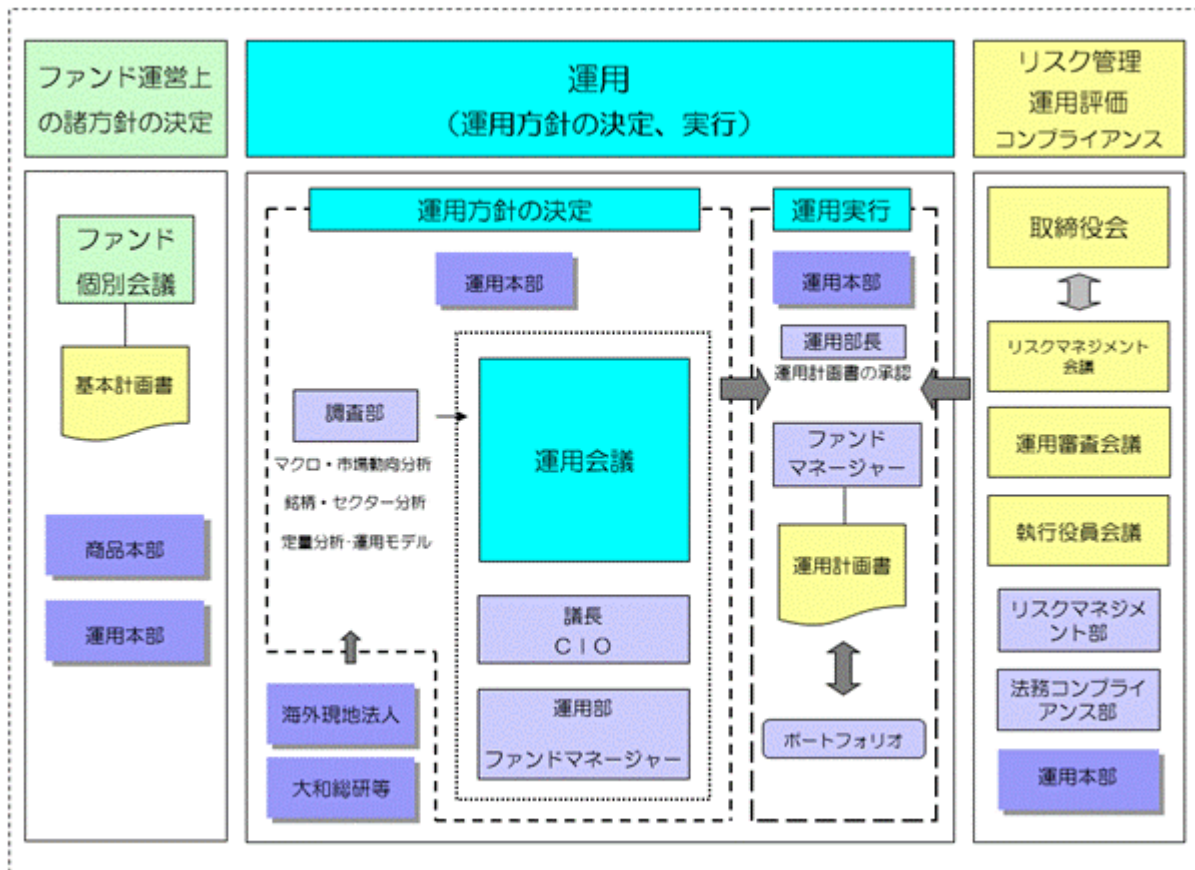 ファンド運営上
の諸方針の決定
運用
（運用方針の決定、実行）
リスク管理
運用評価
コンプライアンス
ファンド
個別会議
基本計画書
商品本部
運用本部
運用方針の決定
運用本部
調査部
マクロ・市場動向分析
銘柄・セクター分析
定量分析・運用モデル
海外現地法人
大和総研等
運用会議
議長
ＣＩＯ
運用部
ファンドマネージャー
運用実行
運用本部
運用部長
運用計画書の承認
ファンド
マネージャー
運用計画書
ポートフォリオ
取締役会
リスクマネジメント
会議
運用審査会議
執行役員会議
リスクマネジメ
ント部
法務コンプライ
アンス部
運用本部